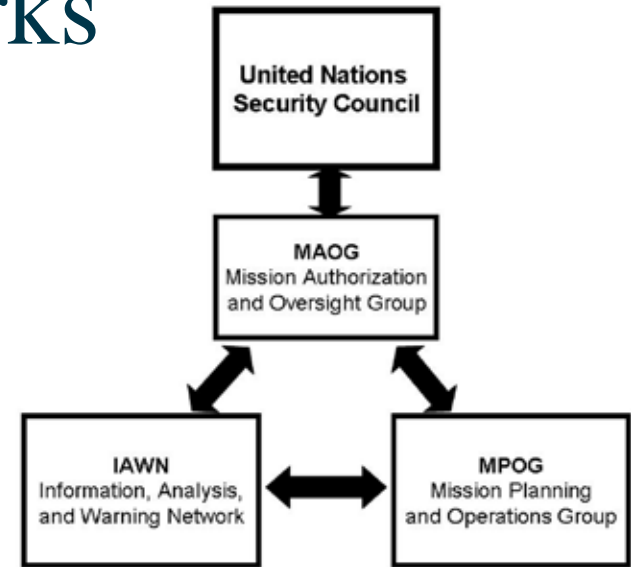 rks
United Nations
Security Council
MAOG
Mission Authorization
and Oversight Group
IAWN
Information, Analysis,
and Warning Network
MPOG
Mission Planning
and Operations Group